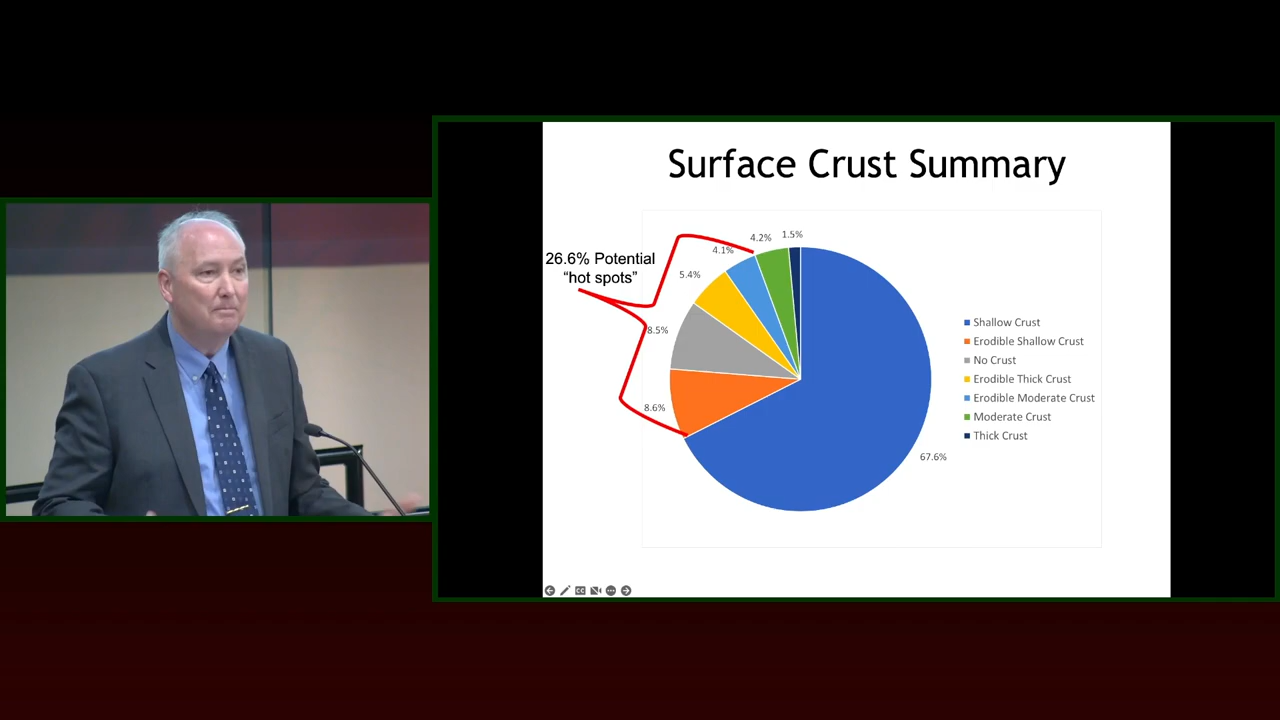 Surface Crust Summary
26.6% Potential
“hot spots”
1.5%
4.2%
4.1%
5.4%
8.5%
8.6%
67.6%
Shallow Crust
Erodible Shallow Crust
No Crust
Erodible Thick Crust
Erodible Moderate Crust
Moderate Crust
Thick Crust
CC